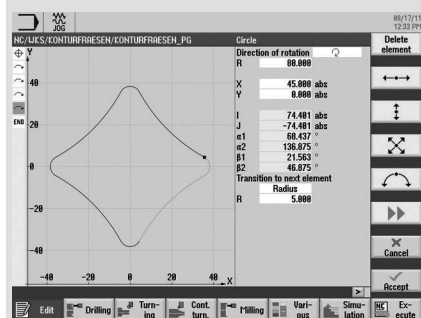 JOG
08/17/11
12:33 PM
NC/WKS/KONTURFRAESEN/KONTURFRAESEN_PG
Circle
Delete
element
Y
END
40
20
0
-20
-40
-40 -20 0 20 40 X
Direction of rotation
R 80.000
X 45.000 abs
Y 0.000 abs
I 74.401 abs
J -74.401 abs
α1 68.437 °
α2 136.875 °
β1 21.563 °
β2 46.875 °
Transition to next element
Radius
R 5.000
Cancel
Accept
Edit
Drilling
Turn-
ing
Cont.
turn.
Milling
Vari-
ous
Simu-
lation
NC
Ex-
ecute